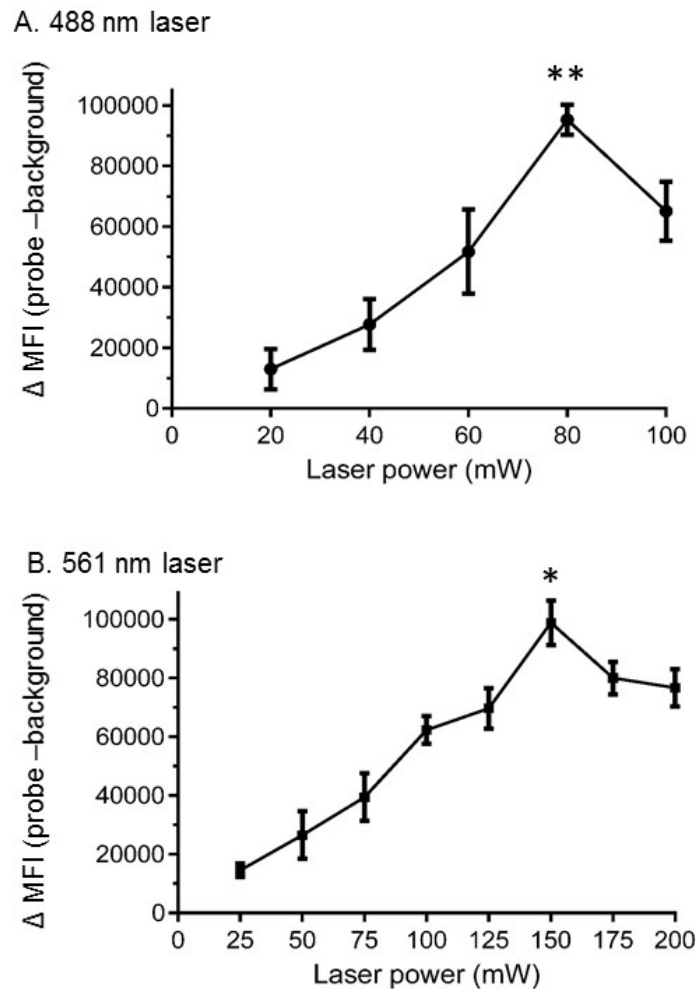 A. 488 nm laser
**
Δ MFI (probe –background)
100000
80000
60000
40000
20000
0
0 20 40 60 80 100
Laser power (mW)
B. 561 nm laser
*
Δ MFI (probe –background)
100000
80000
60000
40000
20000
0
0 25 50 75 100 125 150 175 200
Laser power (mW)